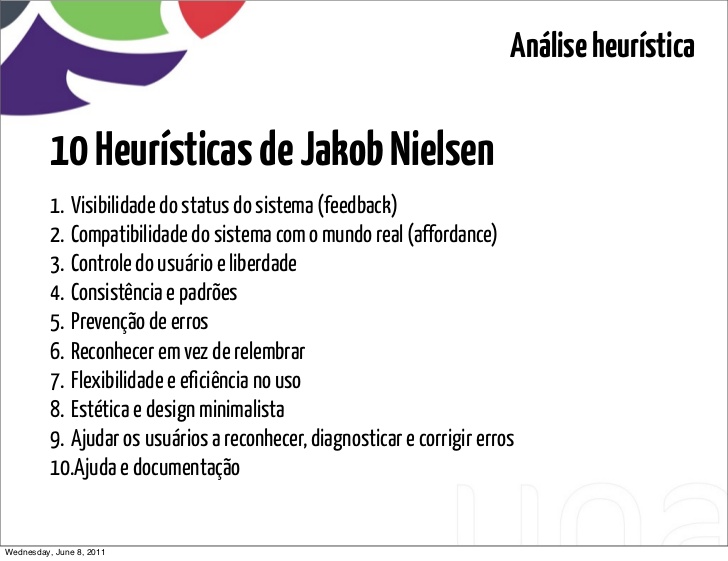 Análise heurística
10 Heurísticas de Jakob Nielsen
1. Visibilidade do status do sistema (feedback)
2. Compatibilidade do sistema com o mundo real (affordance)
3. Controle do usuário e liberdade
4. Consistência e padrões
5. Prevenção de erros
6. Reconhecer em vez de relembrar
7. Flexibilidade e eficiência no uso
8. Estética e design minimalista
9. Ajudar os usuários a reconhecer, diagnosticar e corrigir erros
10.Ajuda e documentação
Wednesday, June 8, 2011